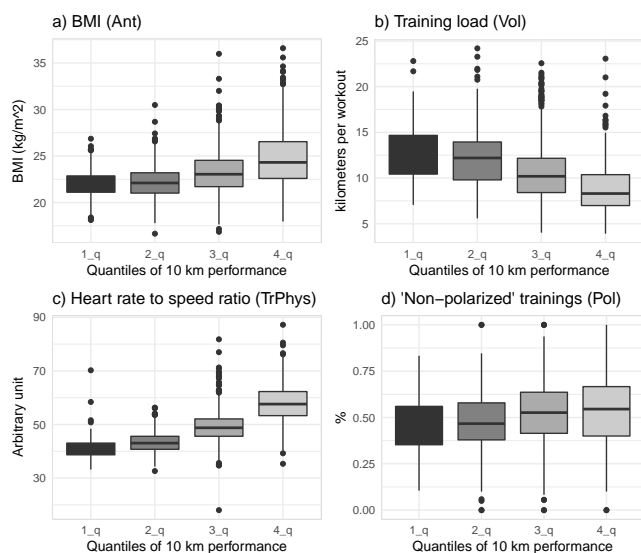 a) BMI (Ant)
BMI (kg/m^2)
35
30
25
20
1_q 2_q 3_q 4_q
Quantiles of 10 km performance
b) Training load (Vol)
kilometers per workout
25
20
15
10
5
1_q 2_q 3_q 4_q
Quantiles of 10 km performance
c) Heart rate to speed ratio (TrPhys)
Arbitrary unit
90
70
50
30
1_q 2_q 3_q 4_q
Quantiles of 10 km performance
d) 'Non−polarized' trainings (Pol)
%
1.00
0.75
0.50
0.25
0.00
1_q 2_q 3_q 4_q
Quantiles of 10 km performance